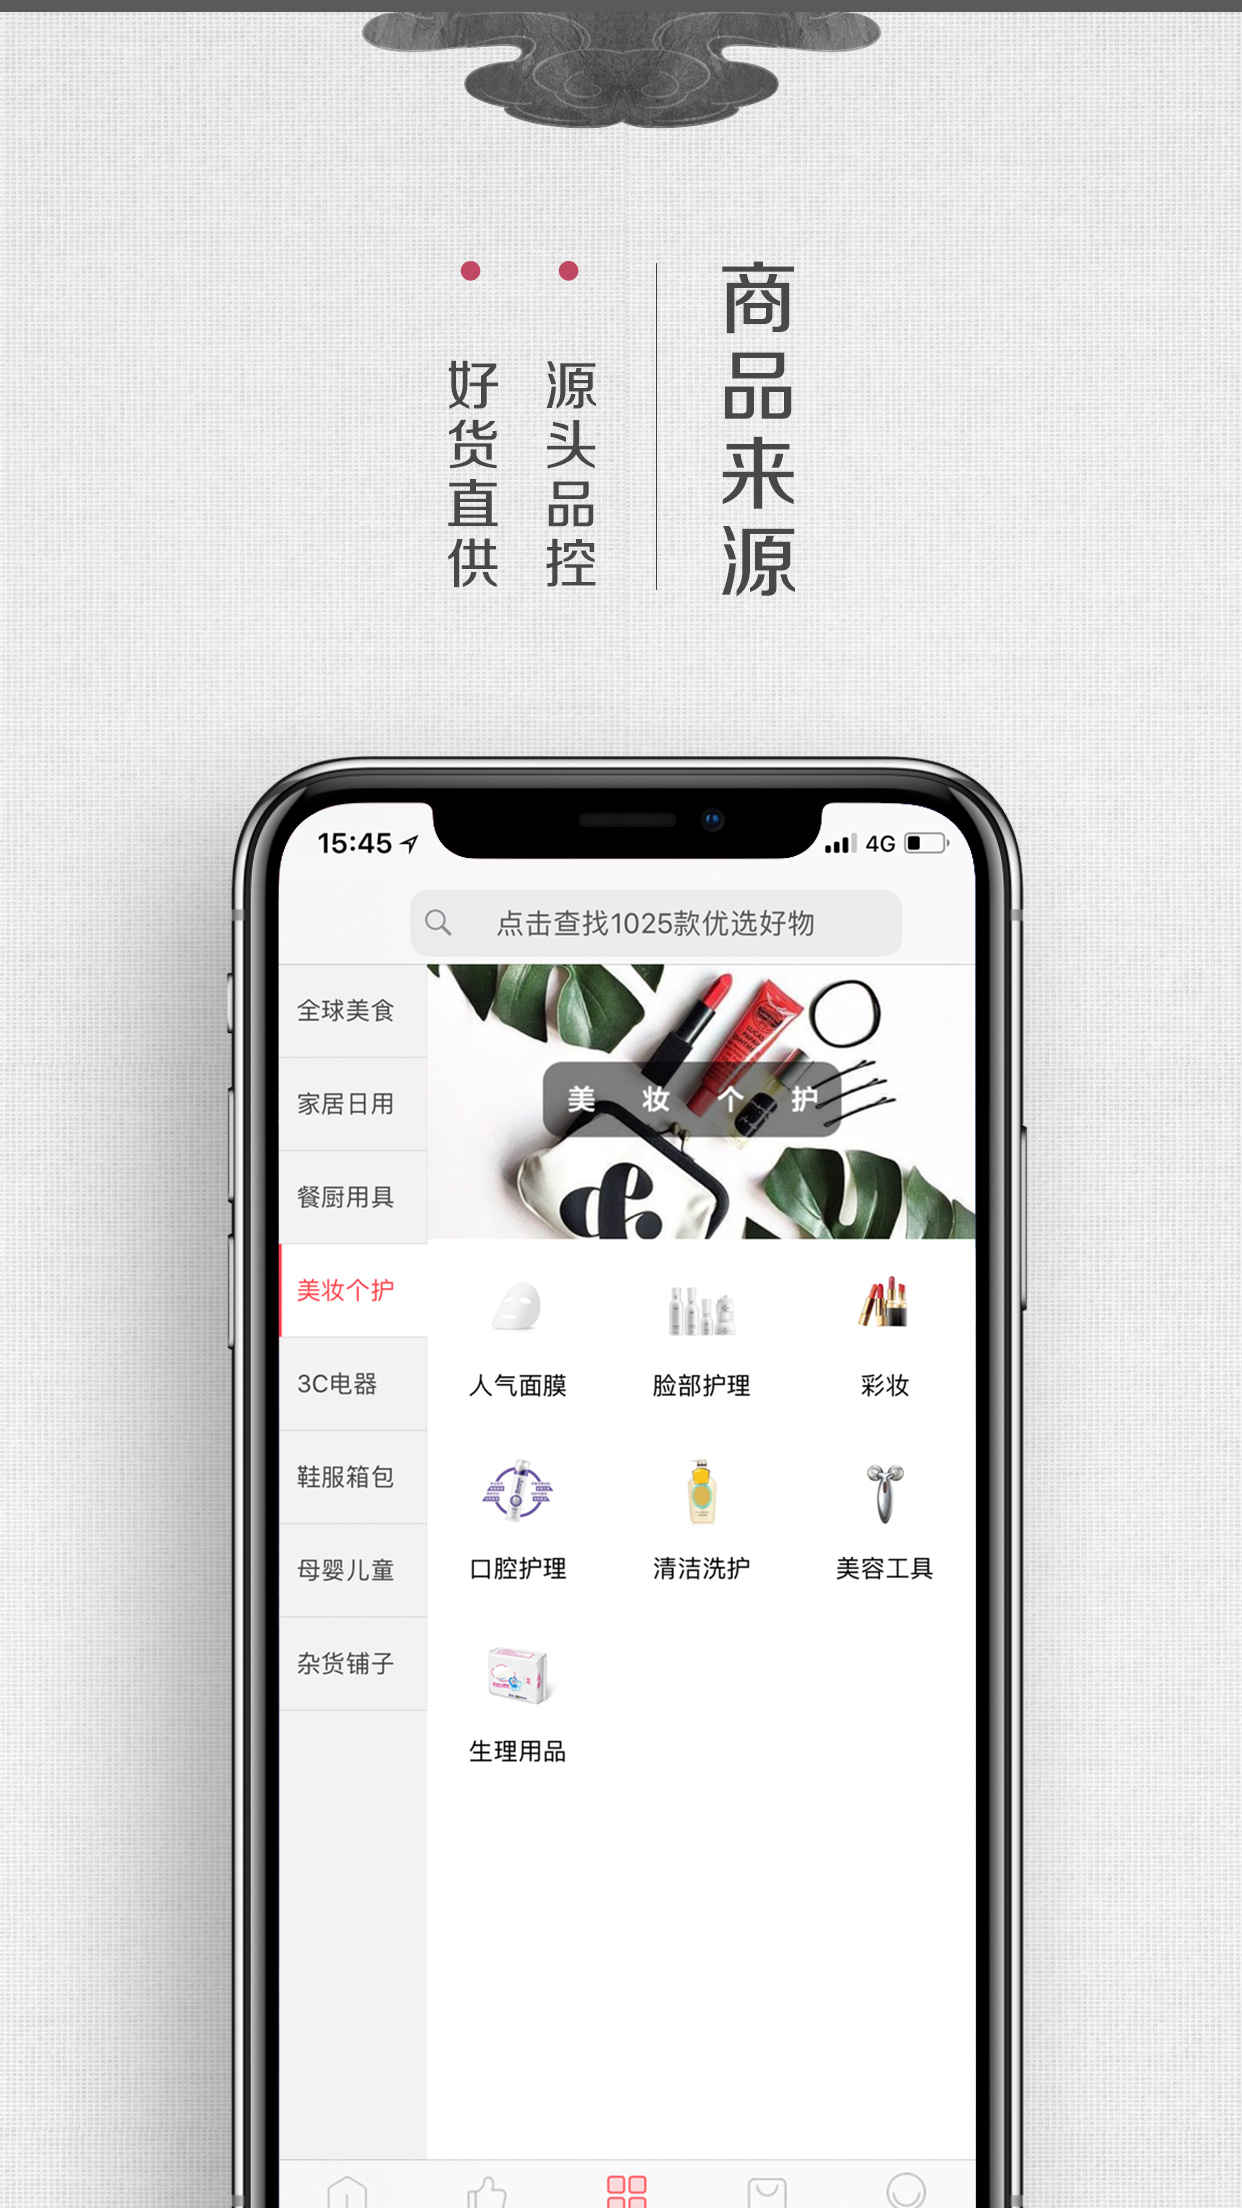 商品来源
源头品控
好货直供
15:45
4G
点击查找1025款优选好物
全球美食
家居日用
餐厨用具
美妆个护
3C电器
鞋服箱包
母婴儿童
杂货铺子
LUCAS
PAPAW
OINTMENT
美妆个护
人气面膜
脸部护理
彩妆
口腔护理
清洁洗护
美容工具
生理用品